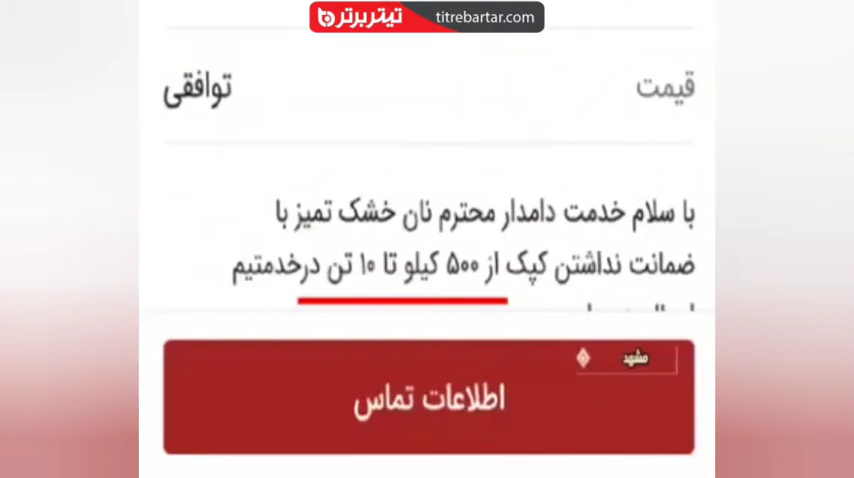 تیتربرتر titrebartar.com
قیمت توافقی
با سلام خدمت دامدار محترم نان خشک تمیز با
ضمانت نداشتن کپک از ۵۰۰ کیلو تا ۱۰ تن درخدمتیم
مشهد
اطلاعات تماس